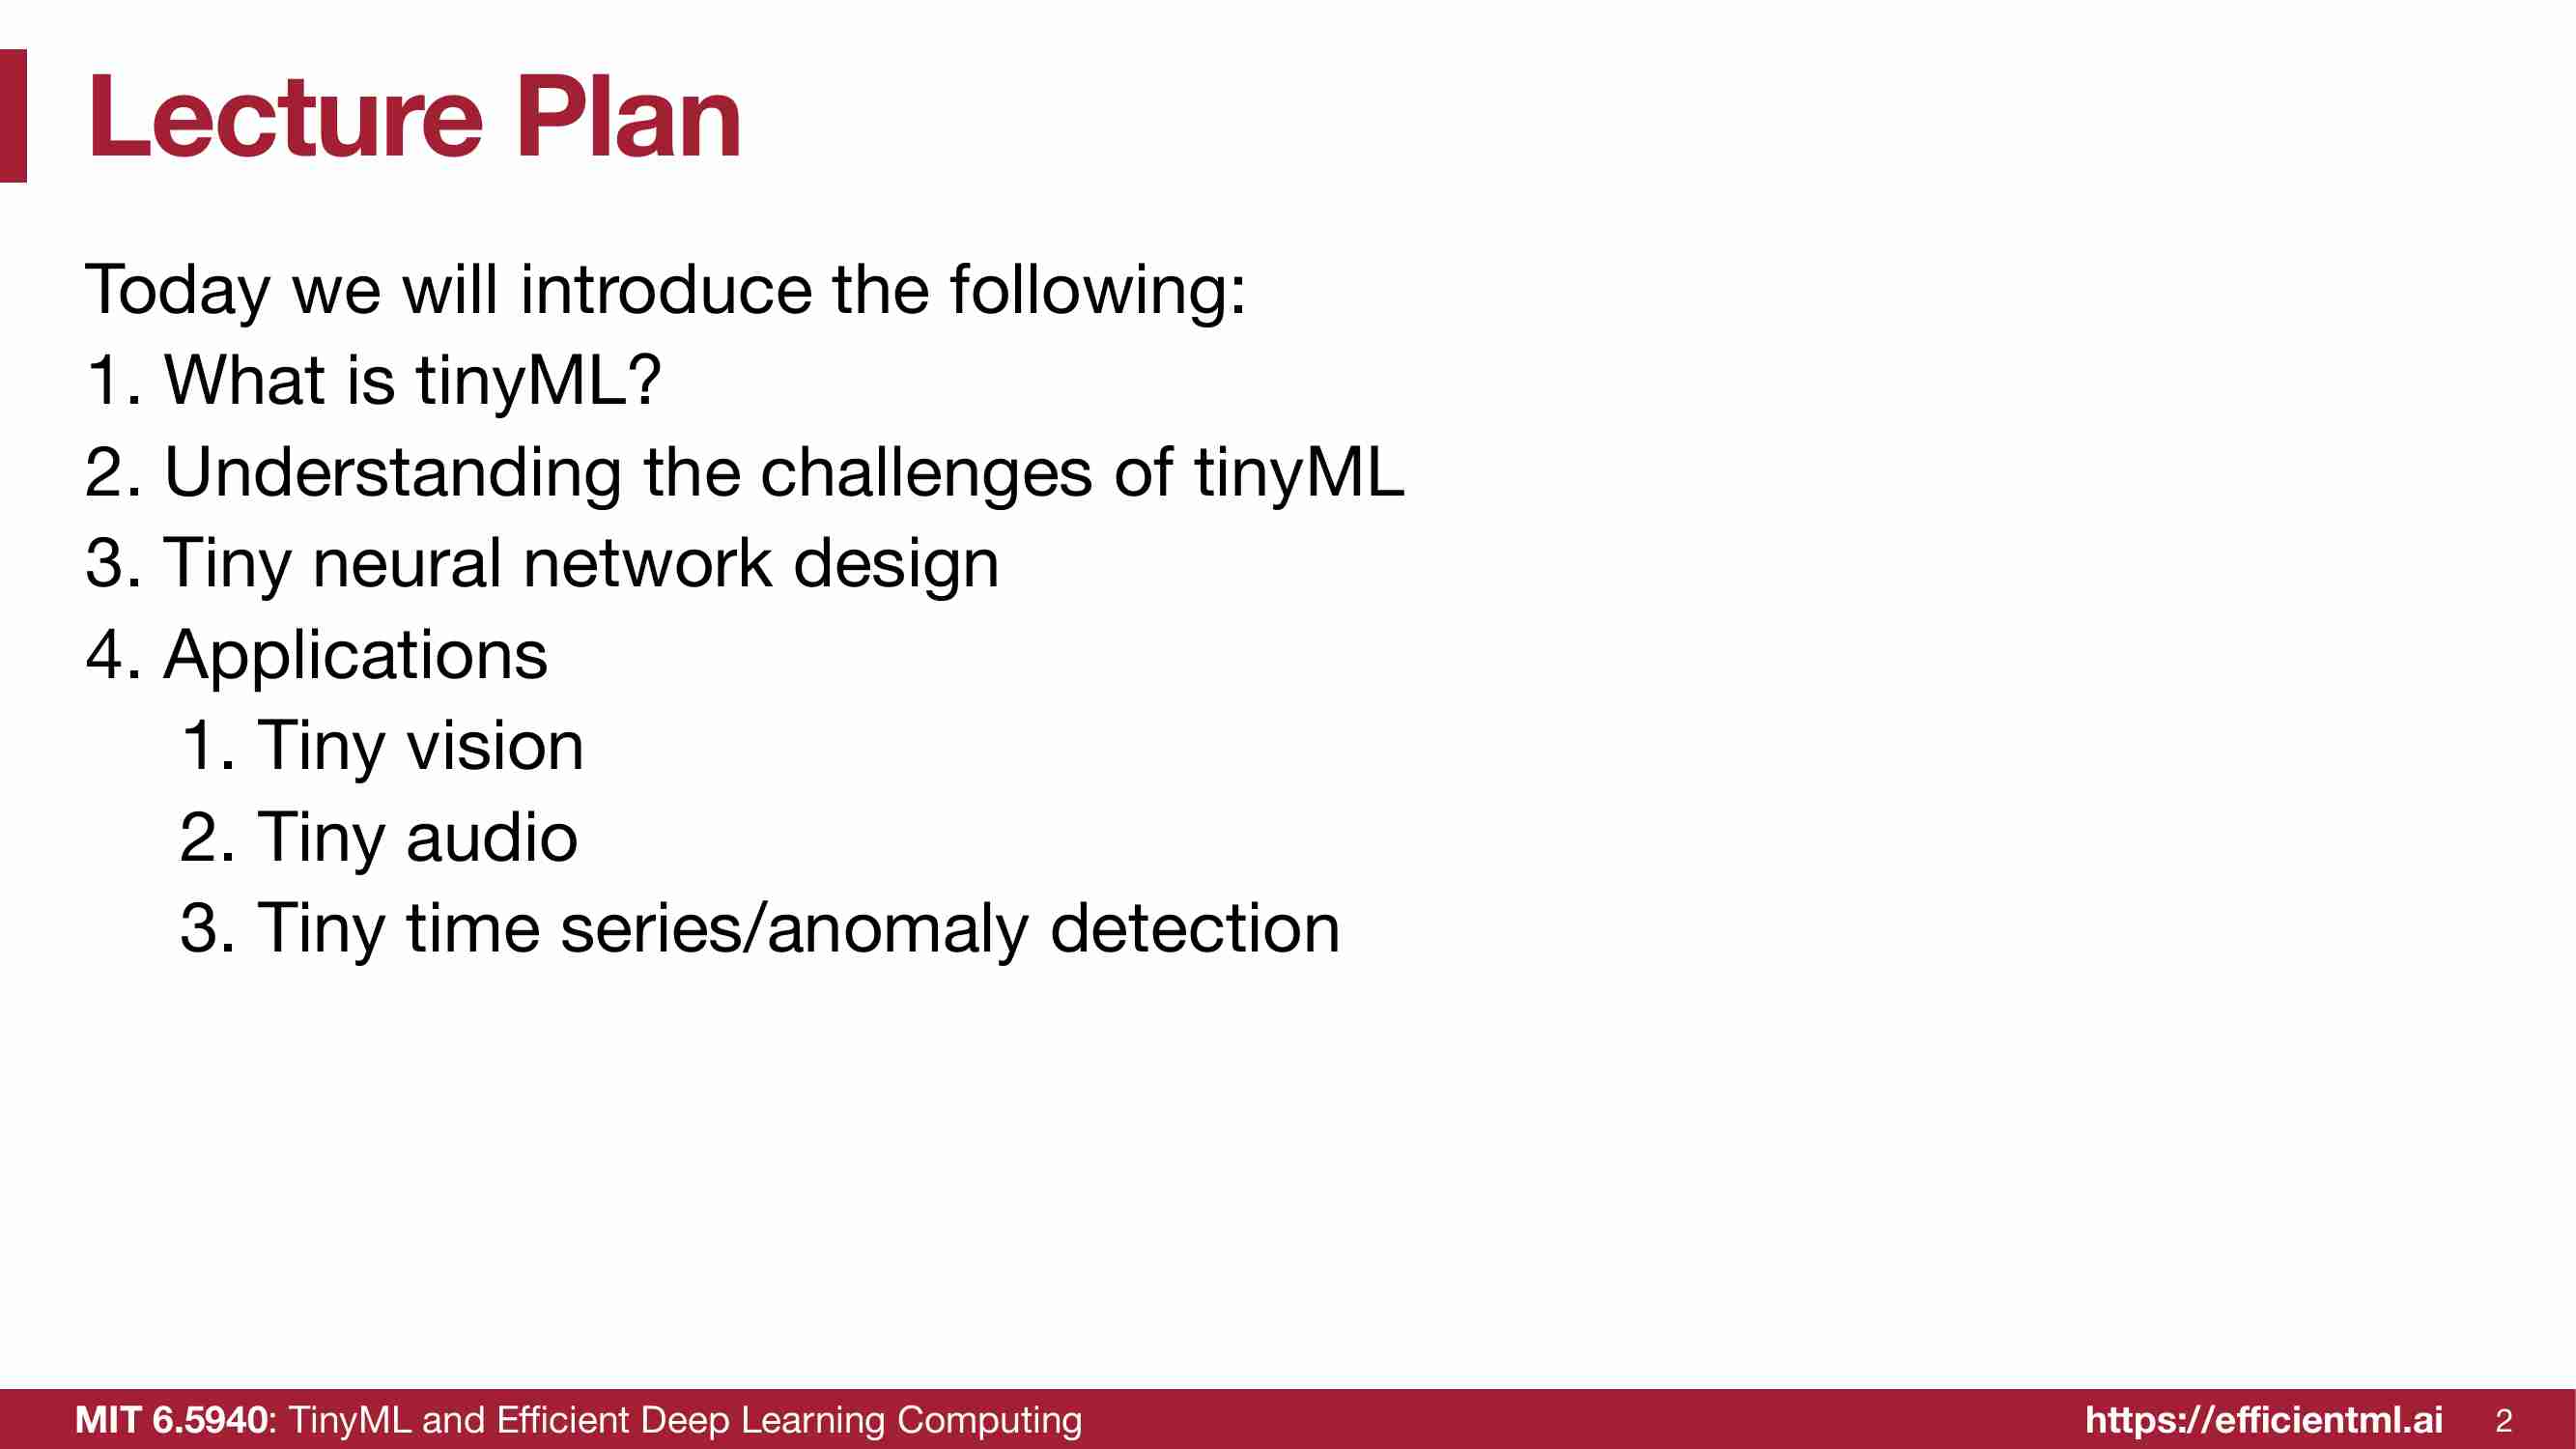 Lecture Plan
Today we will introduce the following:
1. What is tinyML?
2. Understanding the challenges of tinyML
3. Tiny neural network design
4. Applications
1. Tiny vision
2. Tiny audio
3. Tiny time series/anomaly detection
MIT 6.5940: TinyML and Efficient Deep Learning Computing
https://efficientml.ai
2